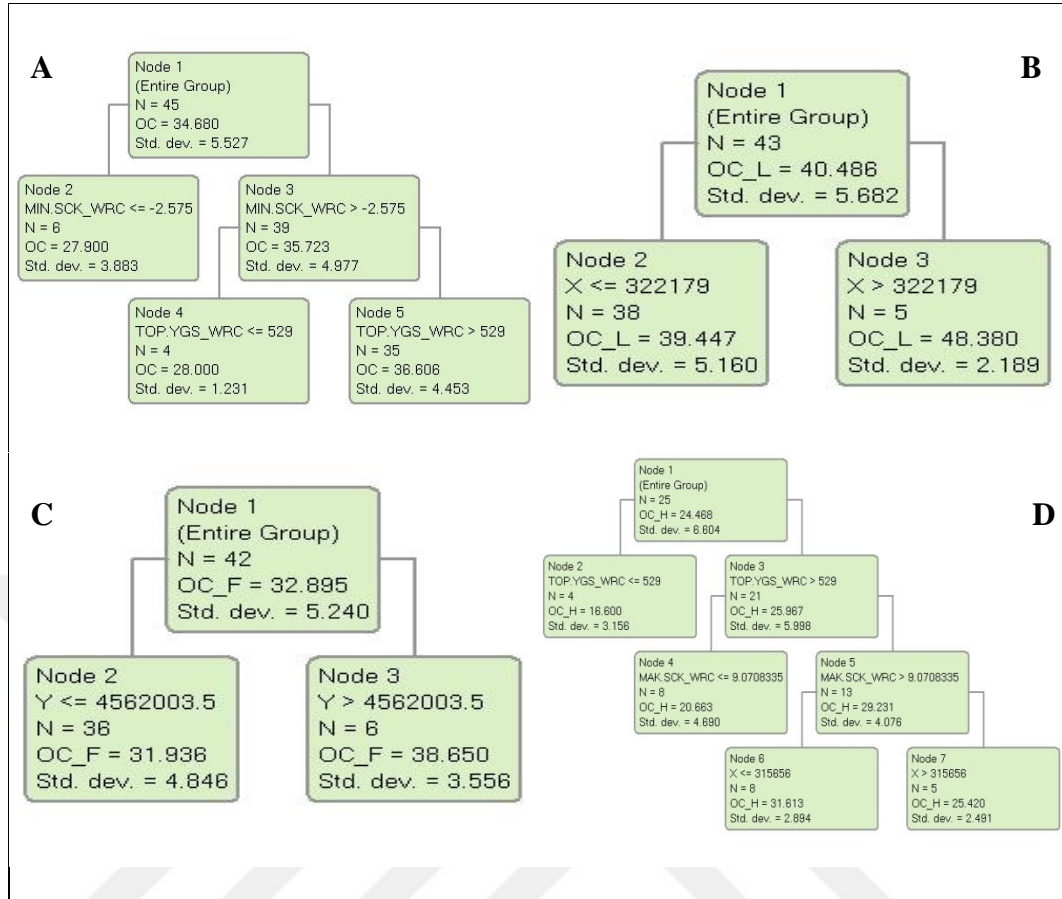 A
Node 1
(Entire Group)
N = 45
OC = 34.680
Std. dev. = 5.527
Node 2
MIN.SCK_WRC <= -2.575
N = 6
OC = 27.900
Std. dev. = 3.883
Node 3
MIN.SCK_WRC > -2.575
N = 39
OC = 35.723
Std. dev. = 4.977
Node 4
TOP.YGS_WRC <= 529
N = 4
OC = 28.000
Std. dev. = 1.231
Node 5
TOP.YGS_WRC > 529
N = 35
OC = 36.606
Std. dev. = 4.453
B
Node 1
(Entire Group)
N = 43
OC_L = 40.486
Std. dev. = 5.682
Node 2
X <= 322179
N = 38
OC_L = 39.447
Std. dev. = 5.160
Node 3
X > 322179
N = 5
OC_L = 48.380
Std. dev. = 2.189
C
Node 1
(Entire Group)
N = 42
OC_F = 32.895
Std. dev. = 5.240
Node 2
Y <= 4562003.5
N = 36
OC_F = 31.936
Std. dev. = 4.846
Node 3
Y > 4562003.5
N = 6
OC_F = 38.650
Std. dev. = 3.556
D
Node 1
(Entire Group)
N = 25
OC_H = 24.468
Std. dev. = 6.604
Node 2
TOP.YGS_WRC <= 529
N = 4
OC_H = 16.600
Std. dev. = 3.156
Node 3
TOP.YGS_WRC > 529
N = 21
OC_H = 25.967
Std. dev. = 5.998
Node 4
MAK.SCK_WRC <= 9.0708335
N = 8
OC_H = 20.663
Std. dev. = 4.690
Node 5
MAK.SCK_WRC > 9.0708335
N = 13
OC_H = 29.231
Std. dev. = 4.076
Node 6
X <= 315656
N = 8
OC_H = 31.613
Std. dev. = 2.894
Node 7
X > 315656
N = 5
OC_H = 25.420
Std. dev. = 2.491